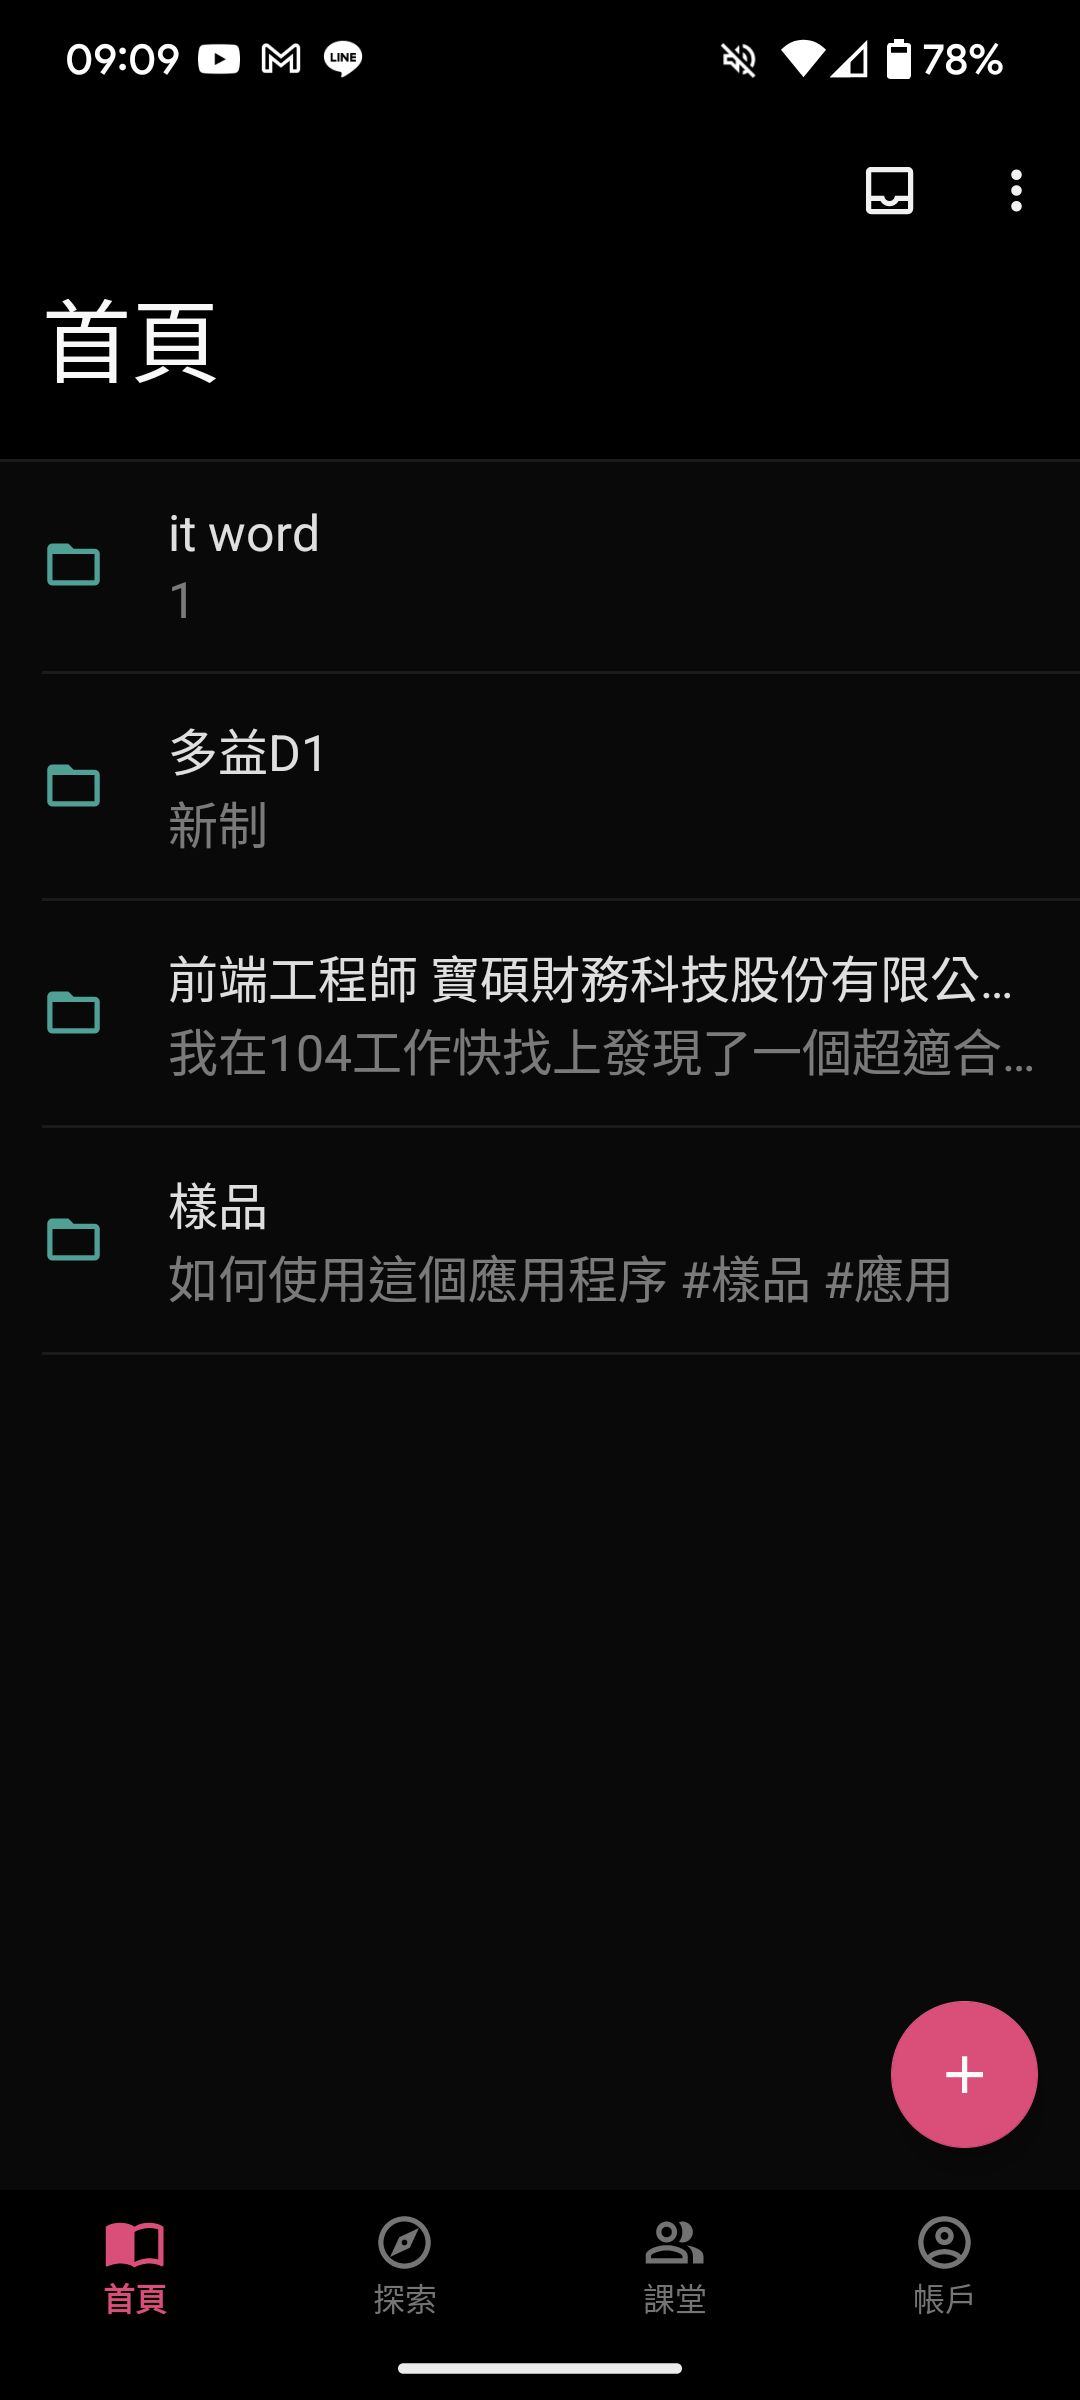 09:09 LINE 78%
首頁
it word
1
多益D1
新制
前端工程師 寶碩財務科技股份有限公...
我在104工作快找上發現了一個超適合...
樣品
如何使用這個應用程序 #樣品 #應用
首頁 探索 課堂 帳戶